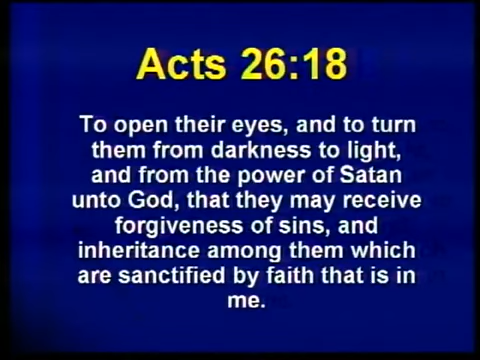 Acts 26:18
To open their eyes, and to turn
them from darkness to light,
and from the power of Satan
unto God, that they may receive
forgiveness of sins, and
inheritance among them which
are sanctified by faith that is in
me.